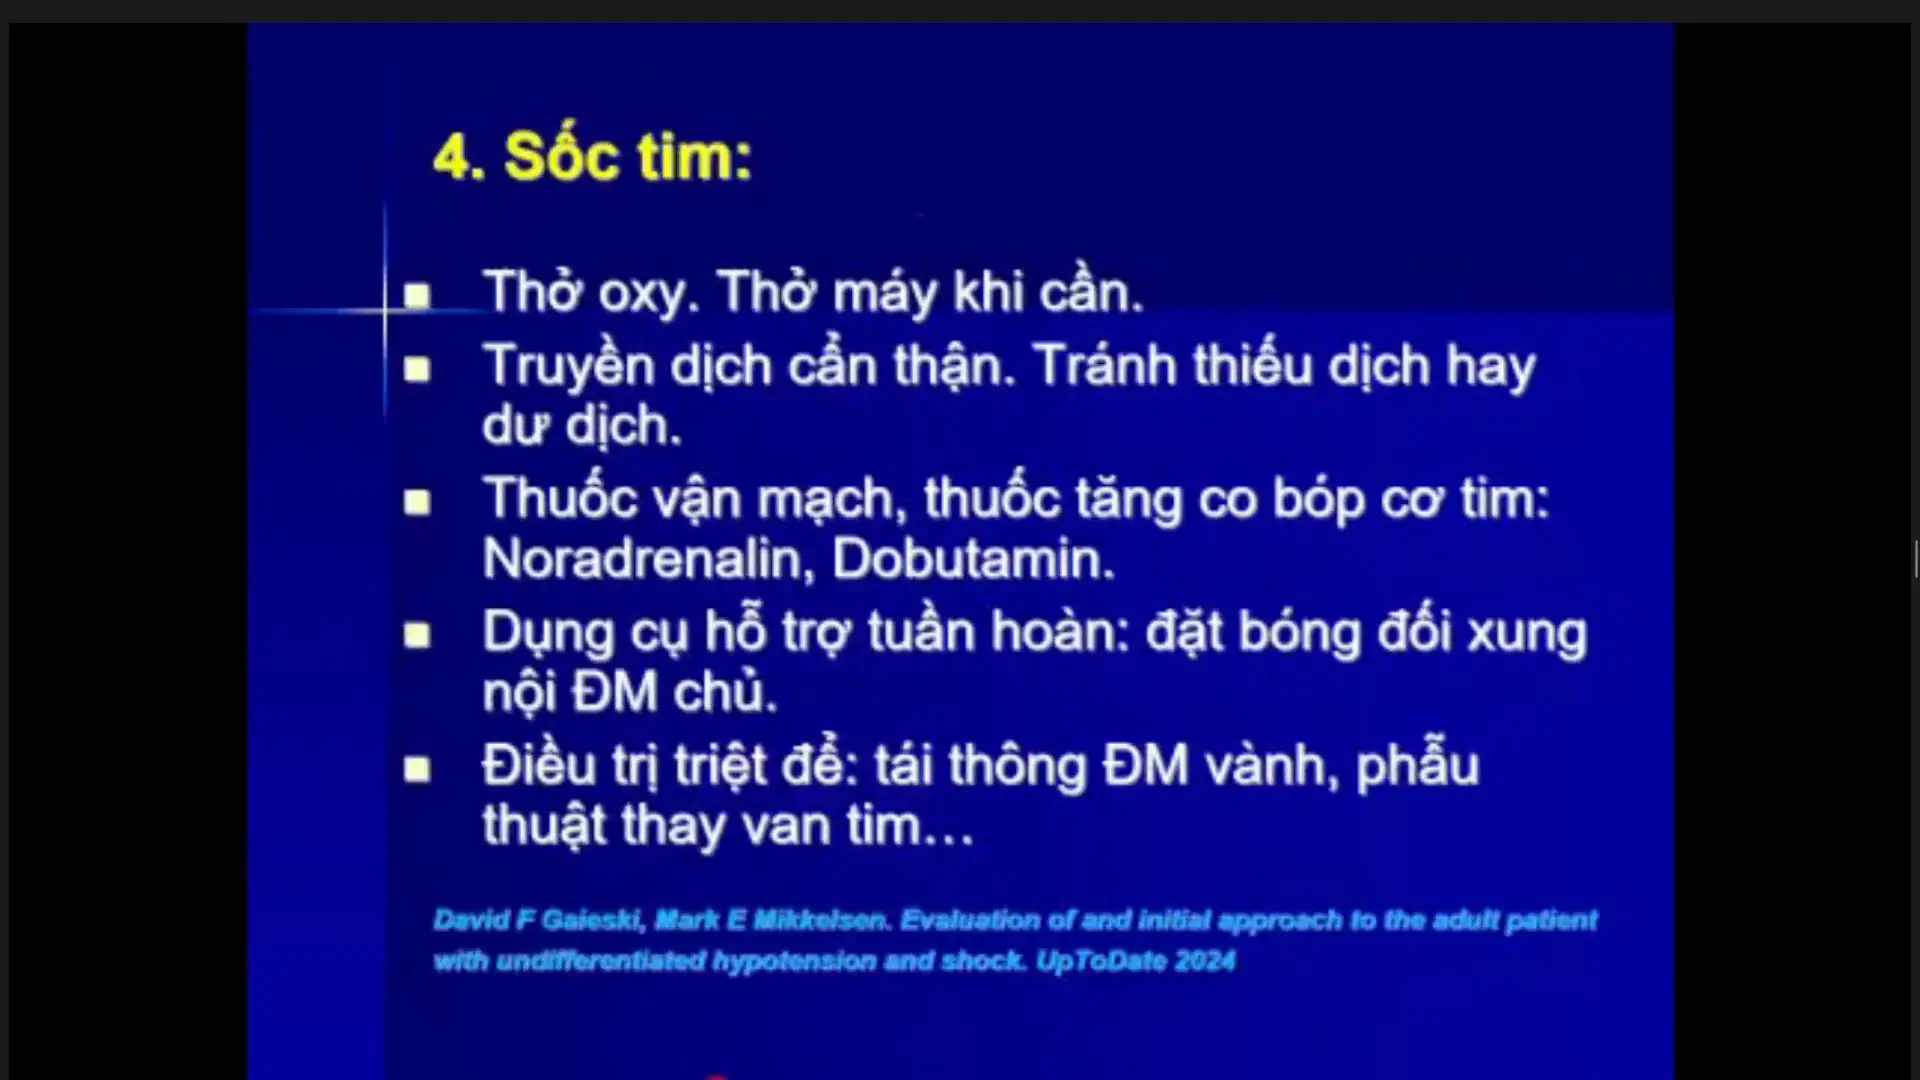 4. Sốc tim:
Thở oxy. Thở máy khi cần.
Truyền dịch cẩn thận. Tránh thiếu dịch hay
dư dịch.
Thuốc vận mạch, thuốc tăng co bóp cơ tim:
Noradrenalin, Dobutamin.
Dụng cụ hỗ trợ tuần hoàn: đặt bóng đối xung
nội ĐM chủ.
Điều trị triệt để: tái thông ĐM vành, phẫu
thuật thay van tim...
David F Gaieski, Mark E Mikkelsen. Evaluation of and initial approach to the adult patient
with undifferentiated hypotension and shock. UpToDate 2024